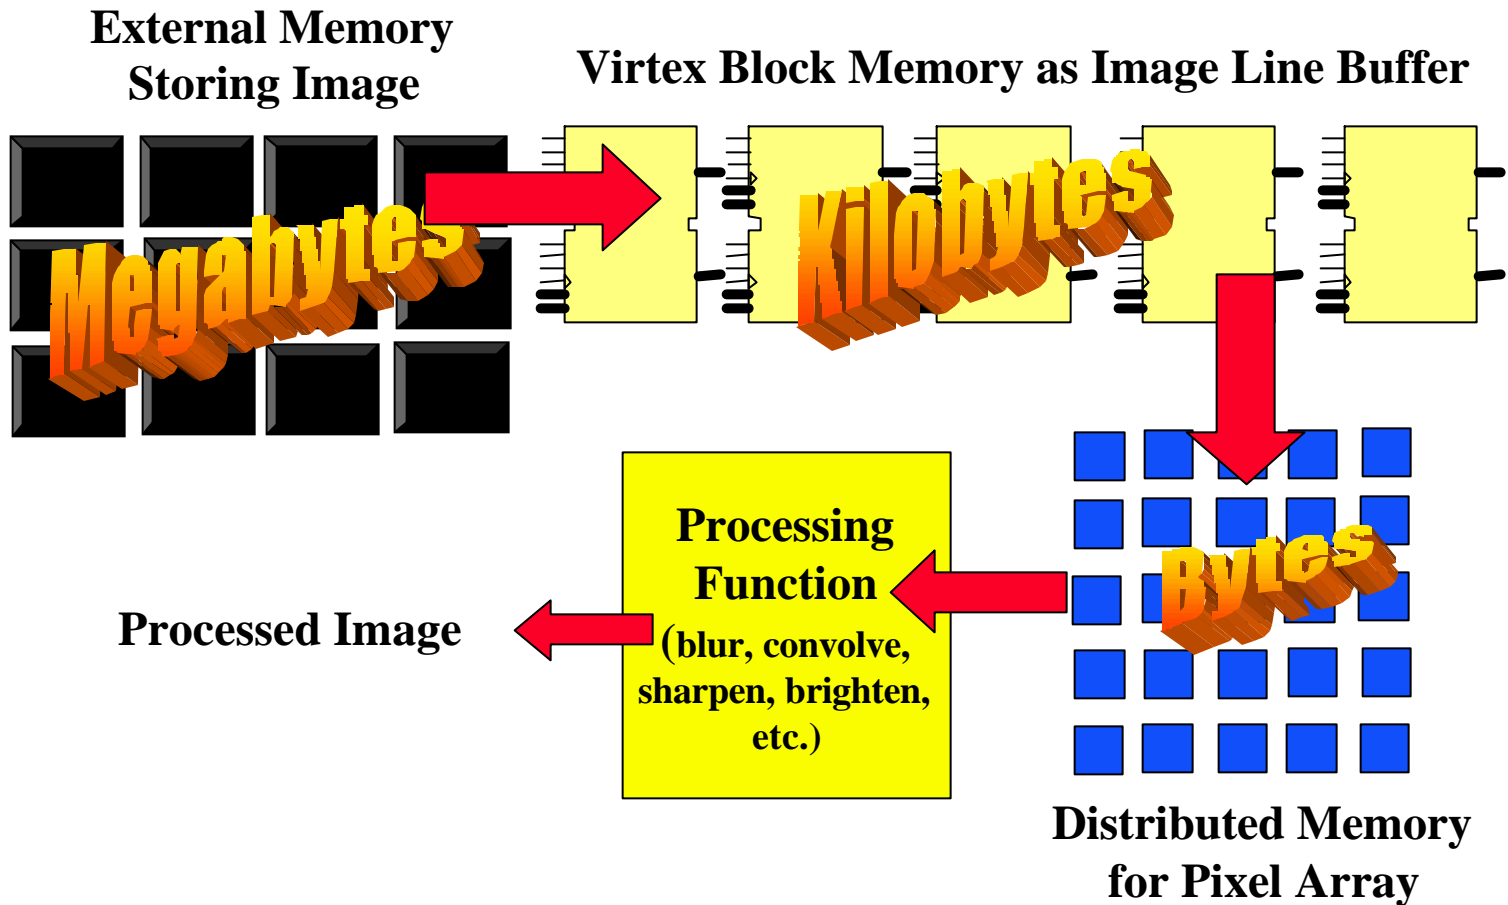 External Memory
Storing Image
Virtex Block Memory as Image Line Buffer
Megabytes
Kilobytes
Bytes
Processing
Function
(blur, convolve,
sharpen, brighten,
etc.)
Processed Image
Distributed Memory
for Pixel Array